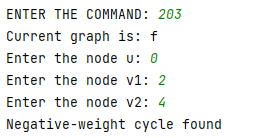 ENTER THE COMMAND: 203
Current graph is: f
Enter the node u: 0
Enter the node v1: 2
Enter the node v2: 4
Negative-weight cycle found